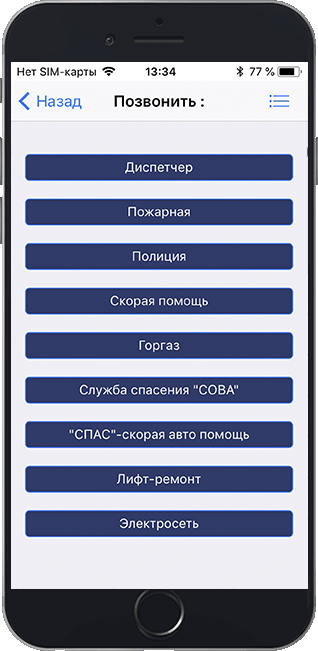 Нет SIM-карты 13:34 77 %
Назад Позвонить :
Диспетчер
Пожарная
Полиция
Скорая помощь
Горгаз
Служба спасения "СОВА"
"СПАС"-скорая авто помощь
Лифт-ремонт
Электросеть